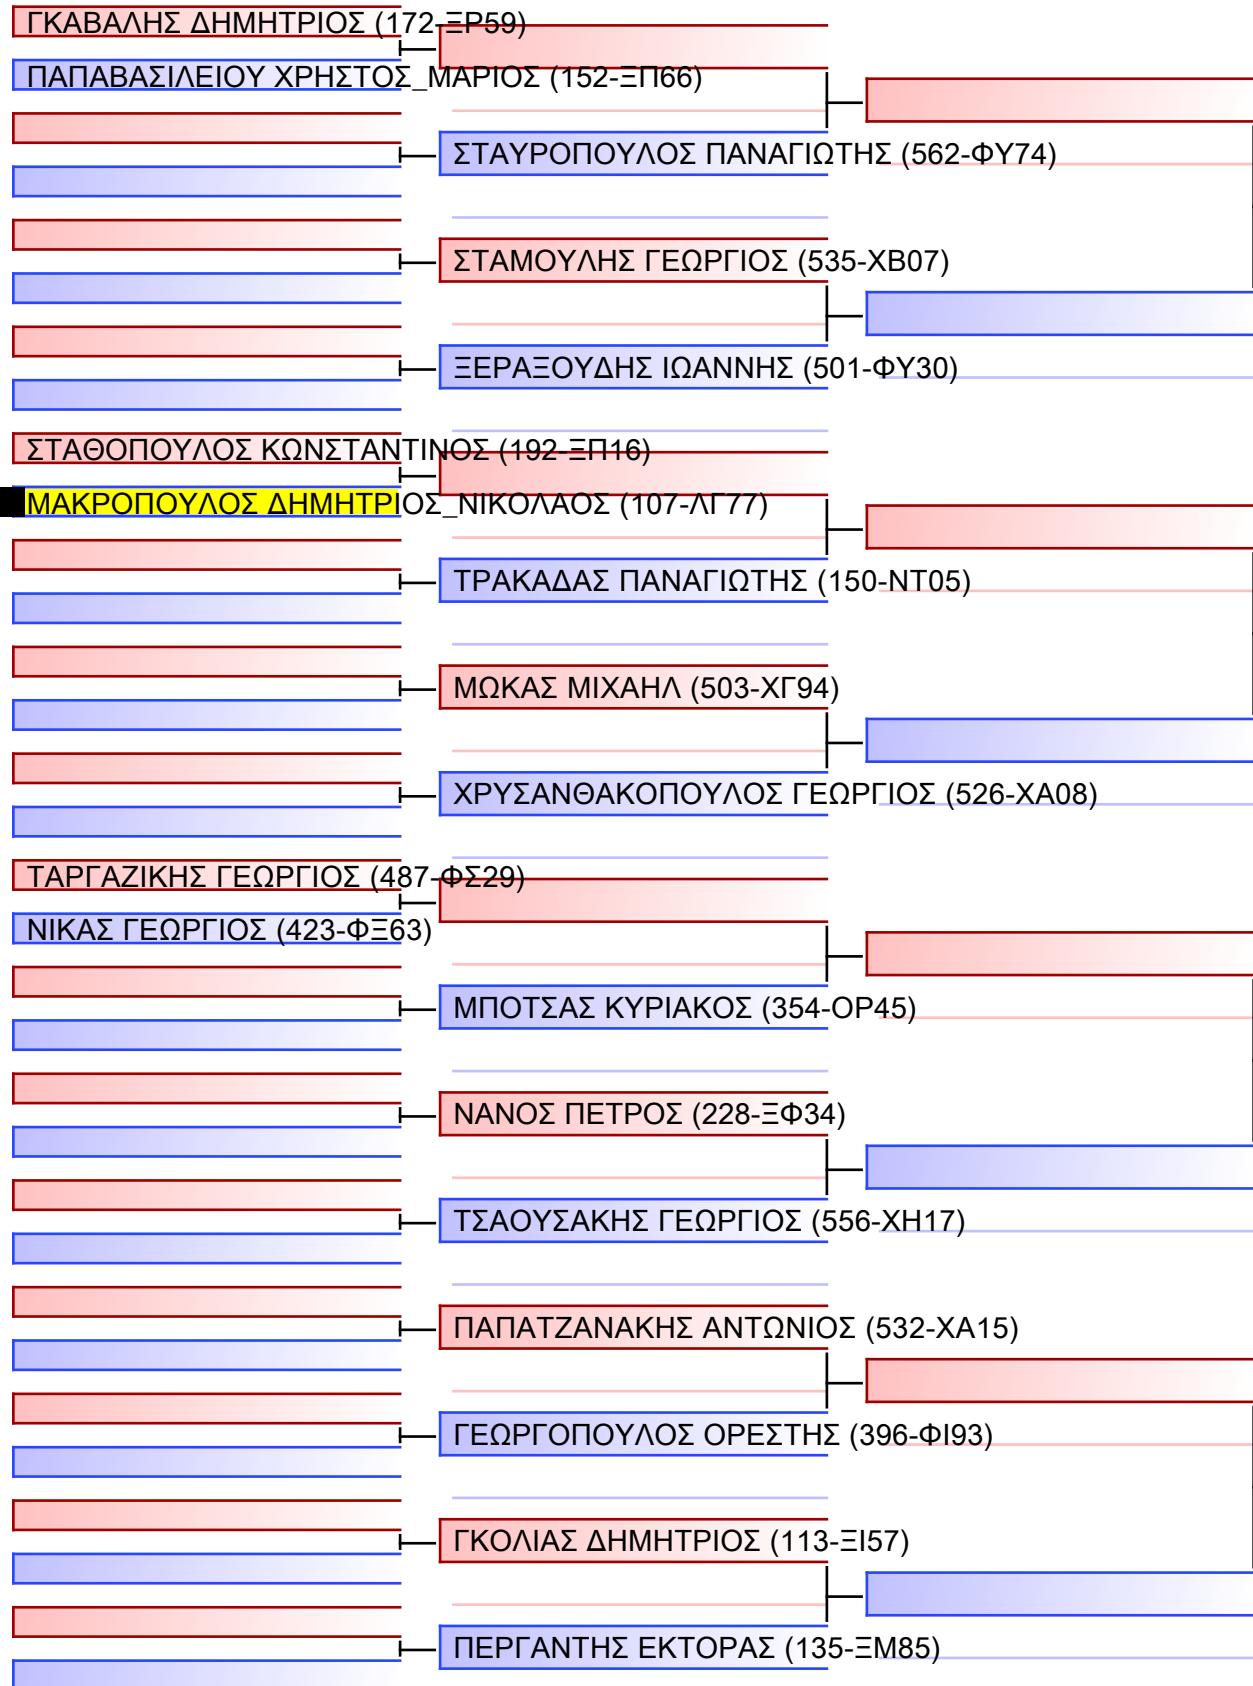 ΓΚΑΒΑΛΗΣ ΔΗΜΗΤΡΙΟΣ (172-ΞΡ59)
ΠΑΠΑΒΑΣΙΛΕΙΟΥ ΧΡΗΣΤΟΣ_ΜΑΡΙΟΣ (152-ΞΠ66)
ΣΤΑΥΡΟΠΟΥΛΟΣ ΠΑΝΑΓΙΩΤΗΣ (562-ΦΥ74)
ΣΤΑΜΟΥΛΗΣ ΓΕΩΡΓΙΟΣ (535-ΧΒ07)
ΞΕΡΑΞΟΥΔΗΣ ΙΩΑΝΝΗΣ (501-ΦΥ30)
ΣΤΑΘΟΠΟΥΛΟΣ ΚΩΝΣΤΑΝΤΙΝΟΣ (192-ΞΠ16)
ΜΑΚΡΟΠΟΥΛΟΣ ΔΗΜΗΤΡΙΟΣ_ΝΙΚΟΛΑΟΣ (107-ΛΓ77)
ΤΡΑΚΑΔΑΣ ΠΑΝΑΓΙΩΤΗΣ (150-ΝΤ05)
ΜΩΚΑΣ ΜΙΧΑΗΛ (503-ΧΓ94)
ΧΡΥΣΑΝΘΑΚΟΠΟΥΛΟΣ ΓΕΩΡΓΙΟΣ (526-ΧΑ08)
ΤΑΡΓΑΖΙΚΗΣ ΓΕΩΡΓΙΟΣ (487-ΦΣ29)
ΝΙΚΑΣ ΓΕΩΡΓΙΟΣ (423-ΦΞ63)
ΜΠΟΤΣΑΣ ΚΥΡΙΑΚΟΣ (354-ΟΡ45)
ΝΑΝΟΣ ΠΕΤΡΟΣ (228-ΞΦ34)
ΤΣΑΟΥΣΑΚΗΣ ΓΕΩΡΓΙΟΣ (556-ΧΗ17)
ΠΑΠΑΤΖΑΝΑΚΗΣ ΑΝΤΩΝΙΟΣ (532-ΧΑ15)
ΓΕΩΡΓΟΠΟΥΛΟΣ ΟΡΕΣΤΗΣ (396-ΦΙ93)
ΓΚΟΛΙΑΣ ΔΗΜΗΤΡΙΟΣ (113-ΞΙ57)
ΠΕΡΓΑΝΤΗΣ ΕΚΤΟΡΑΣ (135-ΞΜ85)